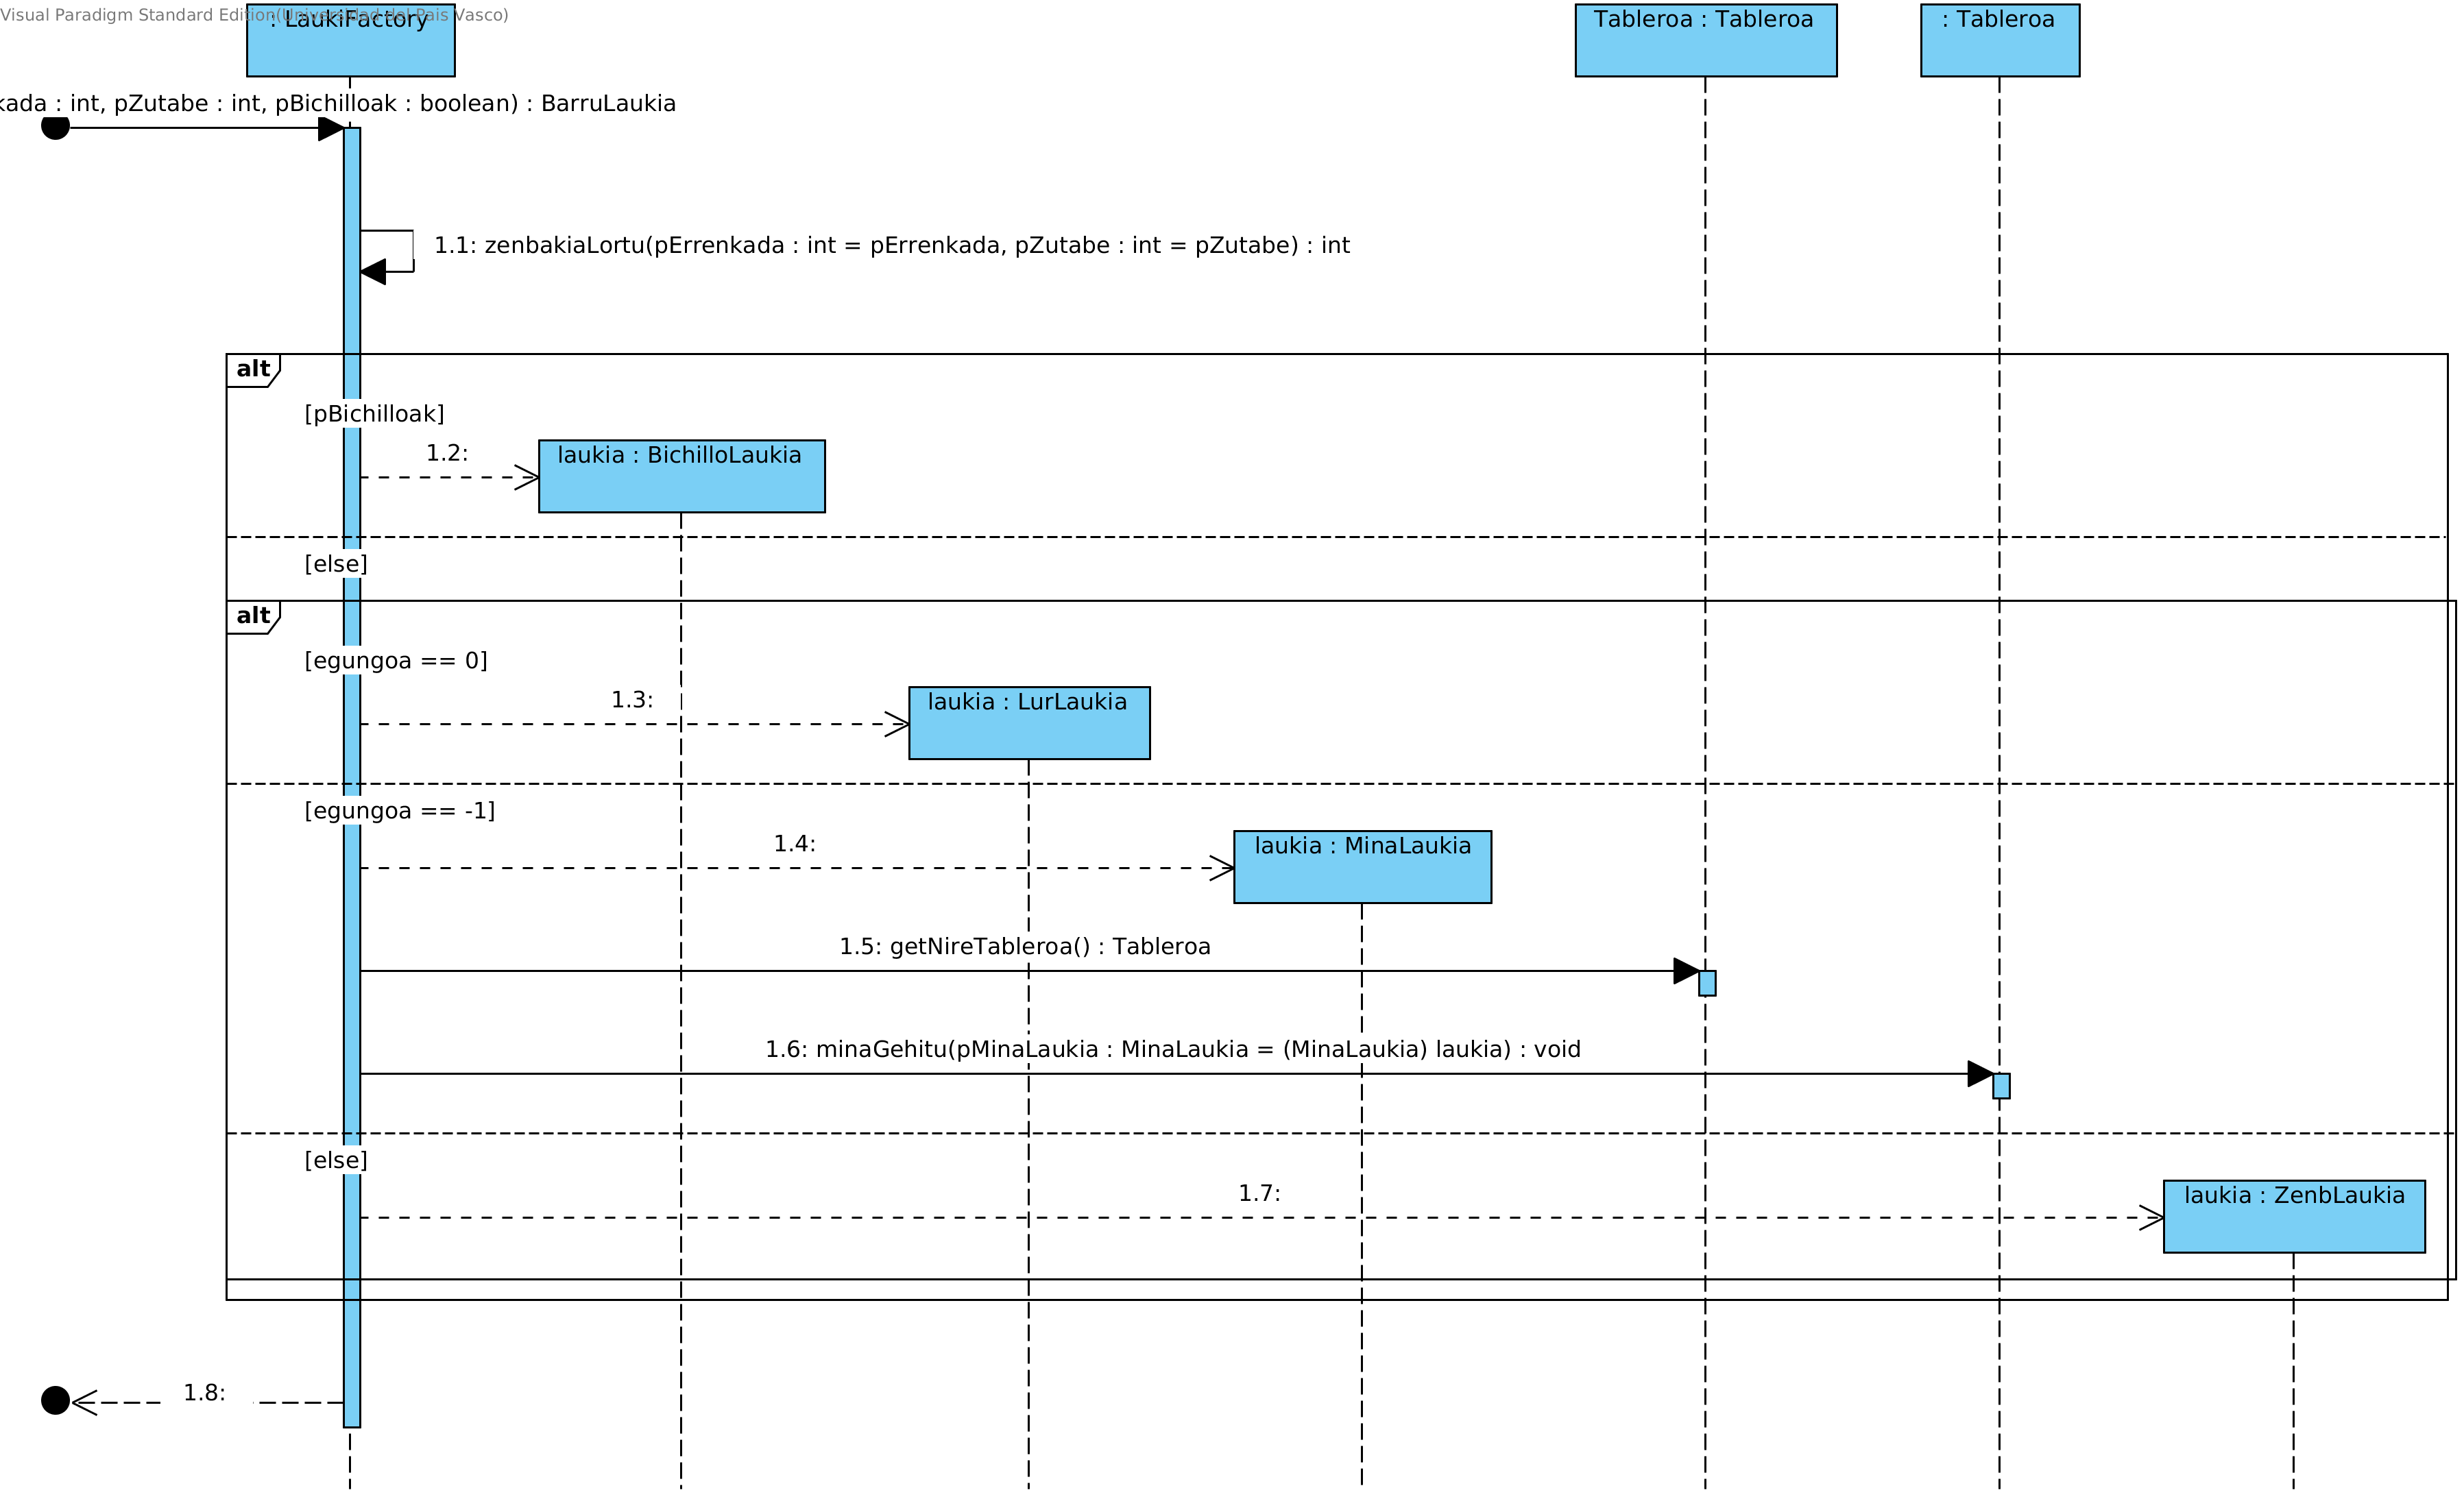 Visual Paradigm Standard Edition(Universidad del Pais Vasco)
: LaukiFactory
Tableroa : Tableroa
: Tableroa
kada : int, pZutabe : int, pBichilloak : boolean) : BarruLaukia
1.1: zenbakiaLortu(pErrenkada : int = pErrenkada, pZutabe : int = pZutabe) : int
alt
[pBichilloak]
1.2:
laukia : BichilloLaukia
[else]
alt
[egungoa == 0]
1.3:
laukia : LurLaukia
[egungoa == -1]
1.4:
laukia : MinaLaukia
1.5: getNireTableroa() : Tableroa
1.6: minaGehitu(pMinaLaukia : MinaLaukia = (MinaLaukia) laukia) : void
[else]
1.7:
laukia : ZenbLaukia
1.8: